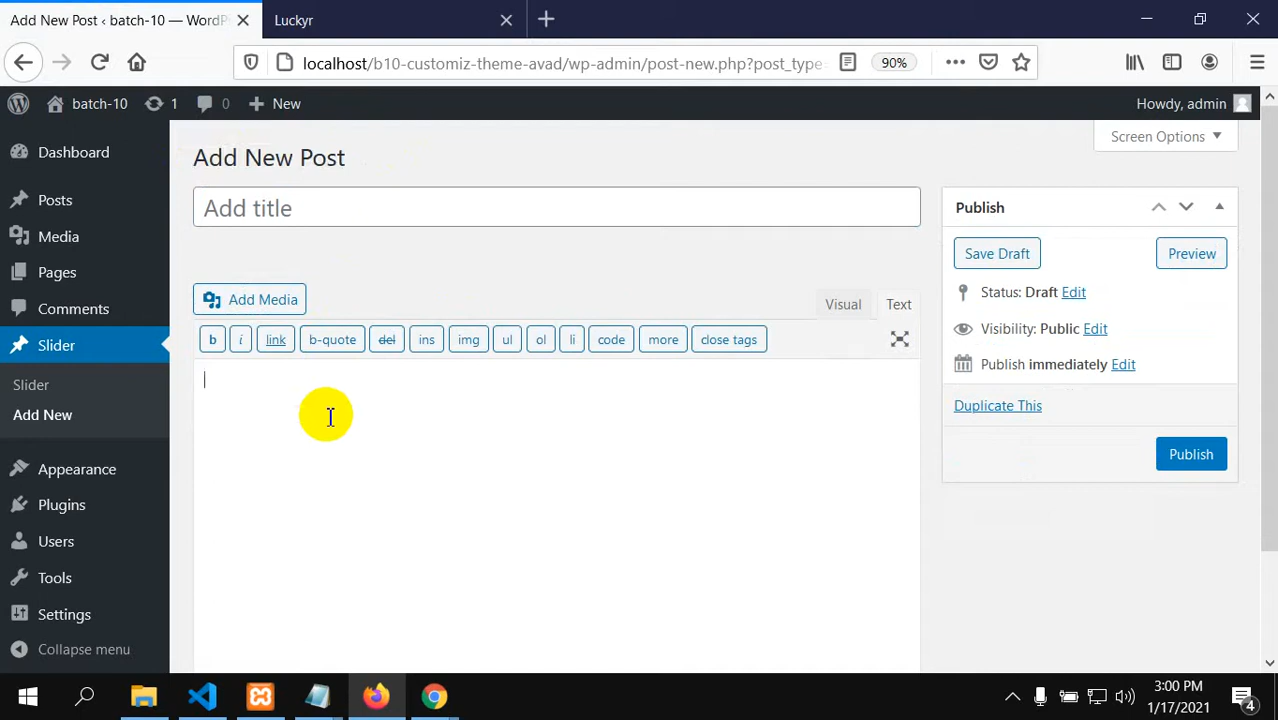 Add New Post ‹ batch-10 — WordP
Luckyr
localhost/b10-customiz-theme-avad/wp-admin/post-new.php?post_type=
90%
batch-10
1
0
New
Howdy, admin
Screen Options
Dashboard
Posts
Media
Pages
Comments
Slider
Slider
Add New
Appearance
Plugins
Users
Tools
Settings
Collapse menu
Add New Post
Add title
Add Media
Visual
Text
b
i
link
b-quote
del
ins
img
ul
ol
li
code
more
close tags
Publish
Save Draft
Preview
Status: Draft Edit
Visibility: Public Edit
Publish immediately Edit
Duplicate This
Publish
3:00 PM
1/17/2021
4